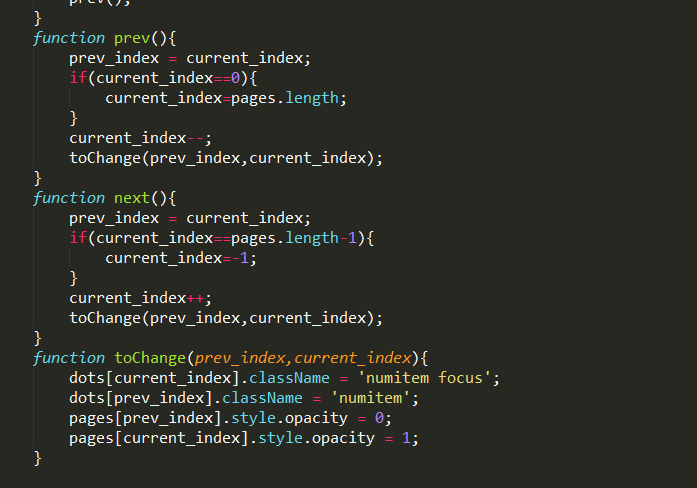 prev();
}
function prev(){
prev_index = current_index;
if(current_index==0){
current_index=pages.length;
}
current_index--;
toChange(prev_index,current_index);
}
function next(){
prev_index = current_index;
if(current_index==pages.length-1){
current_index=-1;
}
current_index++;
toChange(prev_index,current_index);
}
function toChange(prev_index,current_index){
dots[current_index].className = 'numitem focus';
dots[prev_index].className = 'numitem';
pages[prev_index].style.opacity = 0;
pages[current_index].style.opacity = 1;
}